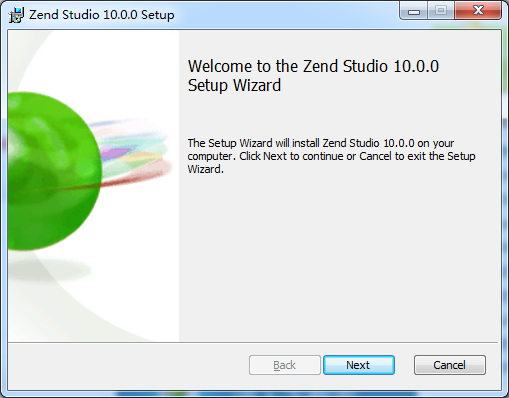 Zend Studio 10.0.0 Setup
Welcome to the Zend Studio 10.0.0
Setup Wizard
The Setup Wizard will install Zend Studio 10.0.0 on your
computer. Click Next to continue or Cancel to exit the Setup
Wizard.
Back Next Cancel